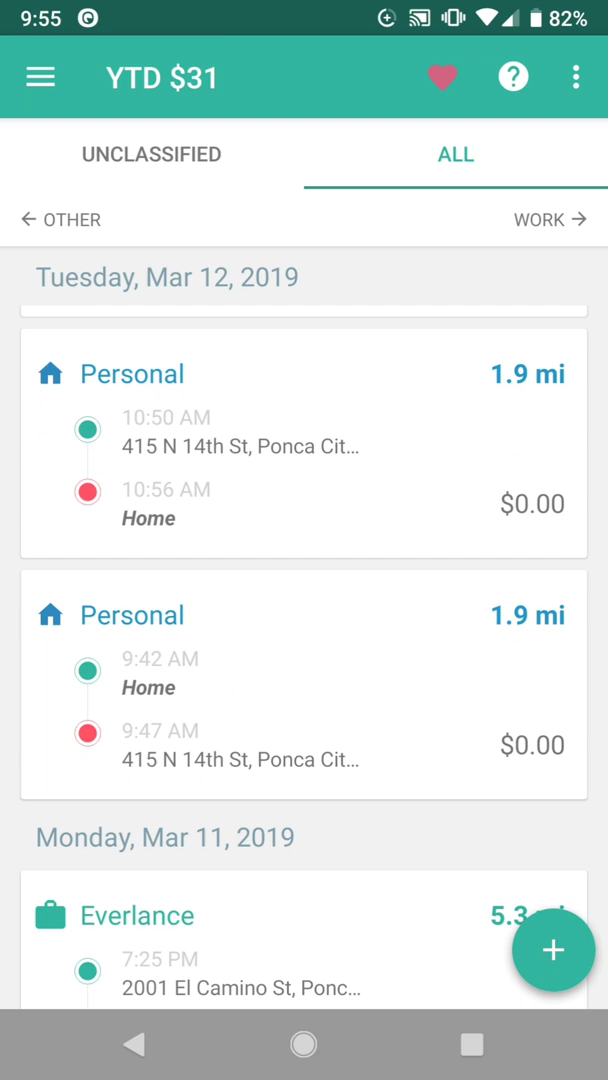 9:55
82%
YTD $31
UNCLASSIFIED
ALL
← OTHER
WORK →
Tuesday, Mar 12, 2019
Personal
1.9 mi
10:50 AM
415 N 14th St, Ponca Cit...
10:56 AM
Home
$0.00
Personal
1.9 mi
9:42 AM
Home
9:47 AM
415 N 14th St, Ponca Cit...
$0.00
Monday, Mar 11, 2019
Everlance
5.3
7:25 PM
2001 El Camino St, Ponc...